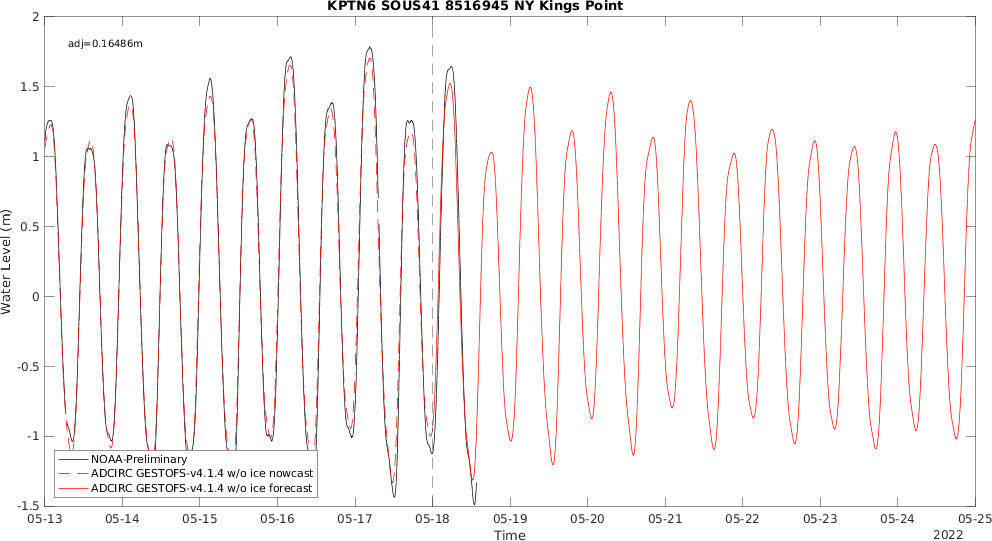 KPTN6 SOUS41 8516945 NY Kings Point
adj=0.16486m
2
1.5
1
0.5
0
-0.5
-1
-1.5
Water Level (m)
NOAA-Preliminary
ADCIRC GESTOFS-v4.1.4 w/o ice nowcast
ADCIRC GESTOFS-v4.1.4 w/o ice forecast
05-13 05-14 05-15 05-16 05-17 05-18 05-19 05-20 05-21 05-22 05-23 05-24 05-25
Time
2022